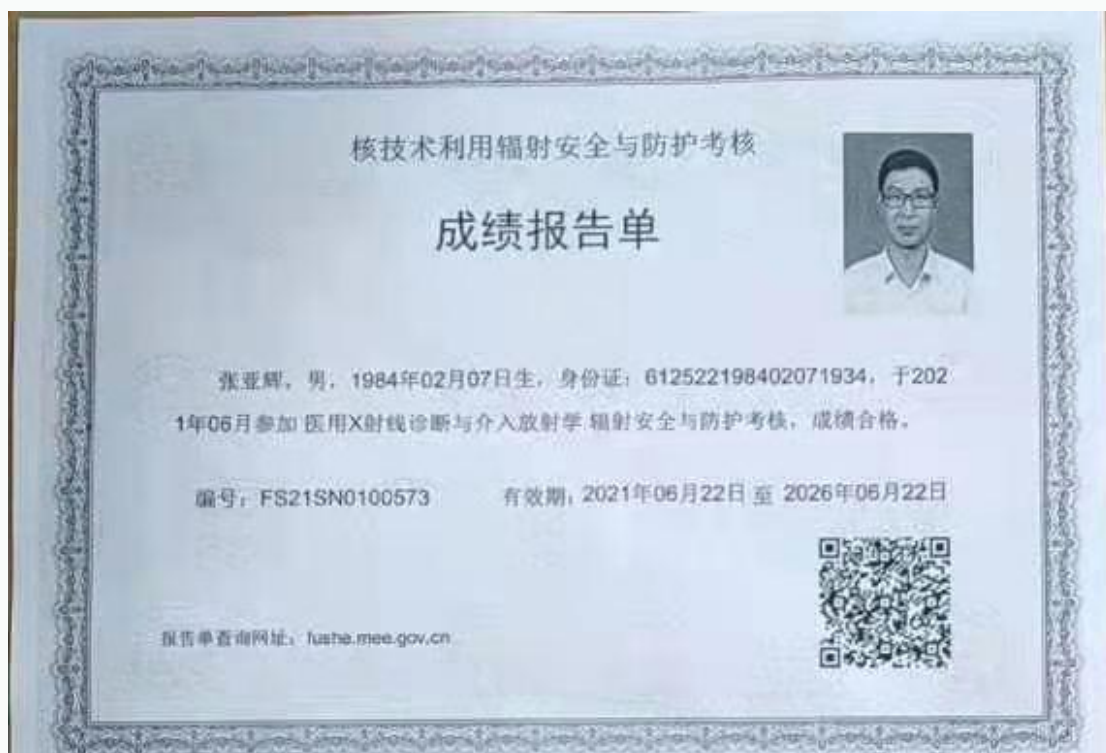 核技术利用辐射安全与防护考核
成绩报告单
张亚辉，男，1984年02月07日生，身份证：612522198402071934，于202
1年06月参加 医用X射线诊断与介入放射学 辐射安全与防护考核，成绩合格。
编号：FS21SN0100573 有效期：2021年06月22日 至 2026年06月22日
报告单查询网址：fushe.mee.gov.cn